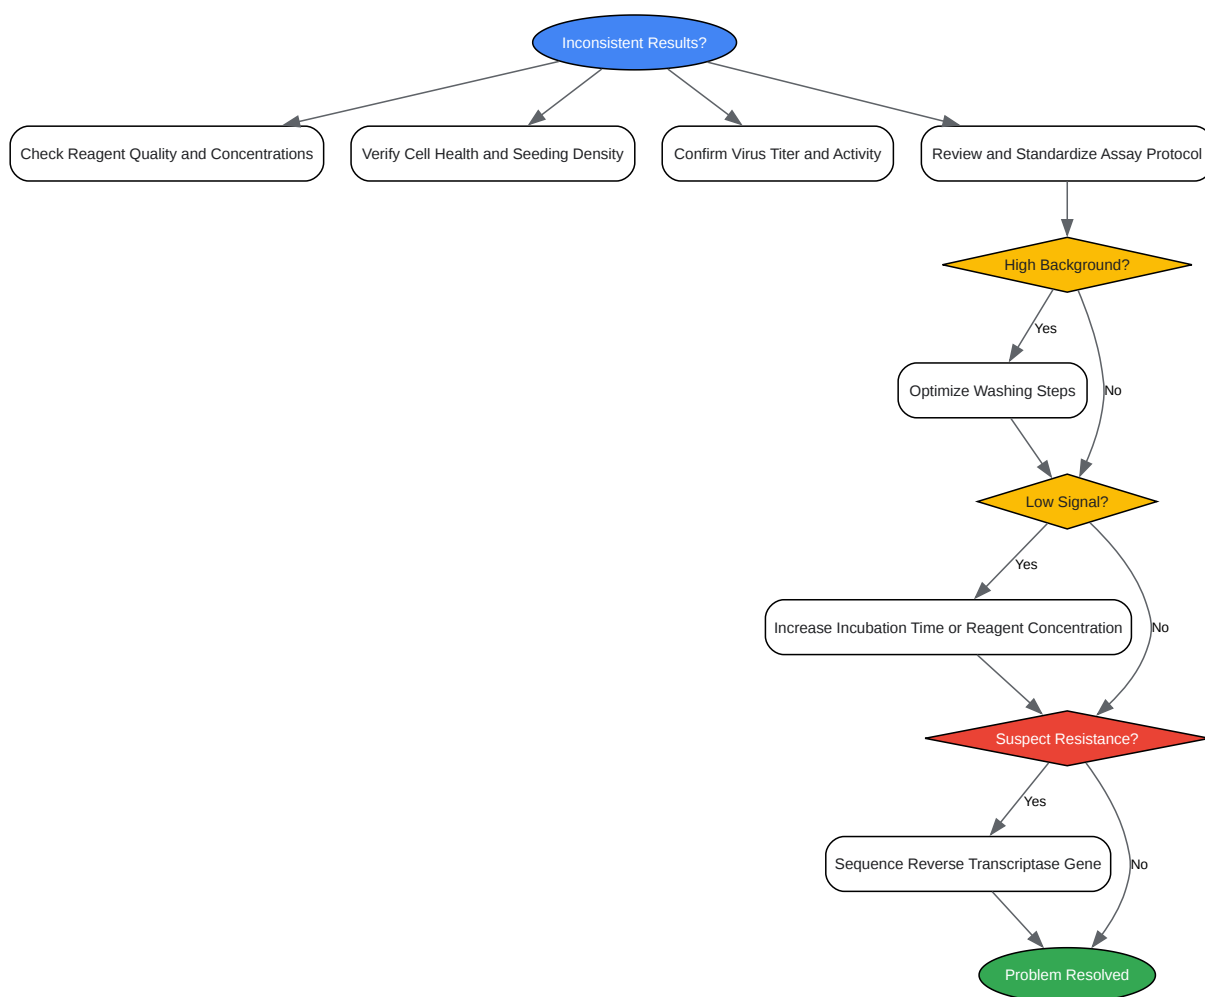 Inconsistent Results?
Check Reagent Quality and Concentrations
Verify Cell Health and Seeding Density
Confirm Virus Titer and Activity
Review and Standardize Assay Protocol
High Background?
Yes
Optimize Washing Steps
No
Low Signal?
Yes
Increase Incubation Time or Reagent Concentration
No
Suspect Resistance?
Yes
Sequence Reverse Transcriptase Gene
No
Problem Resolved